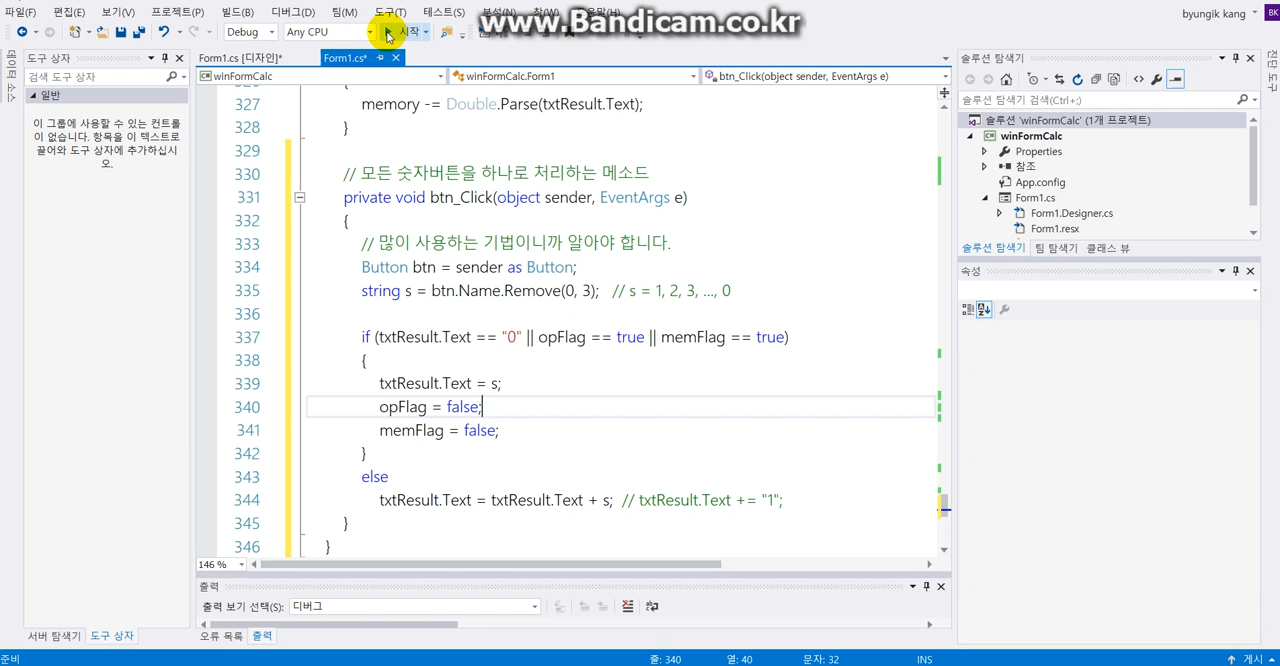 파일(F) 편집(E) 보기(V) 프로젝트(P) 빌드(B) 디버그(D) 팀(M) 도구(T) 테스트(S)
www.Bandicam.co.kr
byungik kang
BK
Debug Any CPU 시작
데이터 소스
도구 상자
검색 도구 상자
일반
이 그룹에 사용할 수 있는 컨트롤
이 없습니다. 항목을 이 텍스트로
끌어와 도구 상자에 추가하십시
오.
서버 탐색기 도구 상자
Form1.cs [디자인]* Form1.cs*
winFormCalc winFormCalc.Form1 btn_Click(object sender, EventArgs e)
327 memory -= Double.Parse(txtResult.Text);
328 }
329
330 // 모든 숫자버튼을 하나로 처리하는 메소드
331 private void btn_Click(object sender, EventArgs e)
332 {
333 // 많이 사용하는 기법이니까 알아야 합니다.
334 Button btn = sender as Button;
335 string s = btn.Name.Remove(0, 3); // s = 1, 2, 3, ..., 0
336
337 if (txtResult.Text == "0" || opFlag == true || memFlag == true)
338 {
339 txtResult.Text = s;
340 opFlag = false;
341 memFlag = false;
342 }
343 else
344 txtResult.Text = txtResult.Text + s; // txtResult.Text += "1";
345 }
346 }
146 %
출력
출력 보기 선택(S): 디버그
오류 목록 출력
솔루션 탐색기
솔루션 탐색기 검색(Ctrl+;)
솔루션 'winFormCalc' (1개 프로젝트)
winFormCalc
Properties
참조
App.config
Form1.cs
Form1.Designer.cs
Form1.resx
솔루션 탐색기 팀 탐색기 클래스 뷰
속성
진단 도구
준비 줄: 340 열: 40 문자: 32 INS 게시